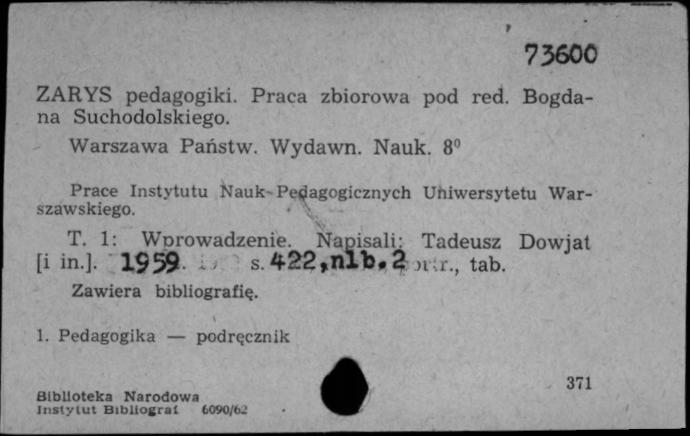 73600
ZARYS pedagogiki. Praca zbiorowa pod red. Bogda-
na Suchodolskiego.
Warszawa Państw. Wydawn. Nauk. 8⁰
Prace Instytutu Nauk Pedagogicznych Uniwersytetu War-
szawskiego.
T. 1: Wprowadzenie. Napisali: Tadeusz Dowjat
[i in.]. 1959. s. 422, nlb. 2 portr., tab.
Zawiera bibliografię.
1. Pedagogika — podręcznik
371
Biblioteka Narodowa
Instytut Bibliograf 6090/62